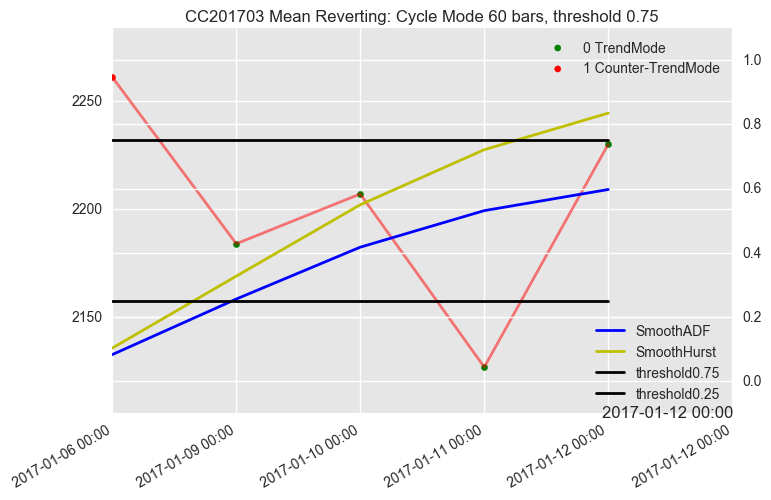 CC201703 Mean Reverting: Cycle Mode 60 bars, threshold 0.75
0 TrendMode
1 Counter-TrendMode
2250
2200
2150
1.0
0.8
0.6
0.4
0.2
0.0
SmoothADF
SmoothHurst
threshold0.75
threshold0.25
2017-01-12 00:00
2017-01-06 00:00
2017-01-09 00:00
2017-01-10 00:00
2017-01-11 00:00
2017-01-12 00:00
2017-01-12 00:00